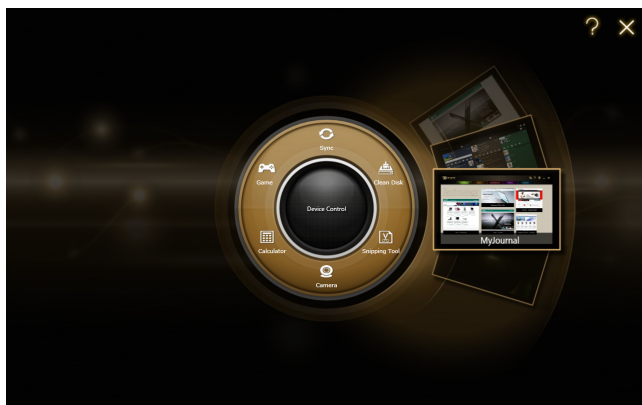 ?
Sync
Game
Clean Disk
Device Control
Calculator
Snipping Tool
Camera
MyJournal